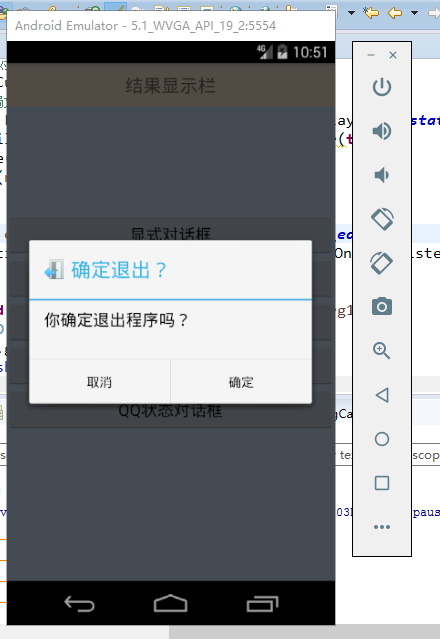 Android Emulator - 5.1_WVGA_API_19_2:5554
4G 10:51
结果显示栏
显式对话框
确定退出？
你确定退出程序吗？
取消
确定
QQ状态对话框